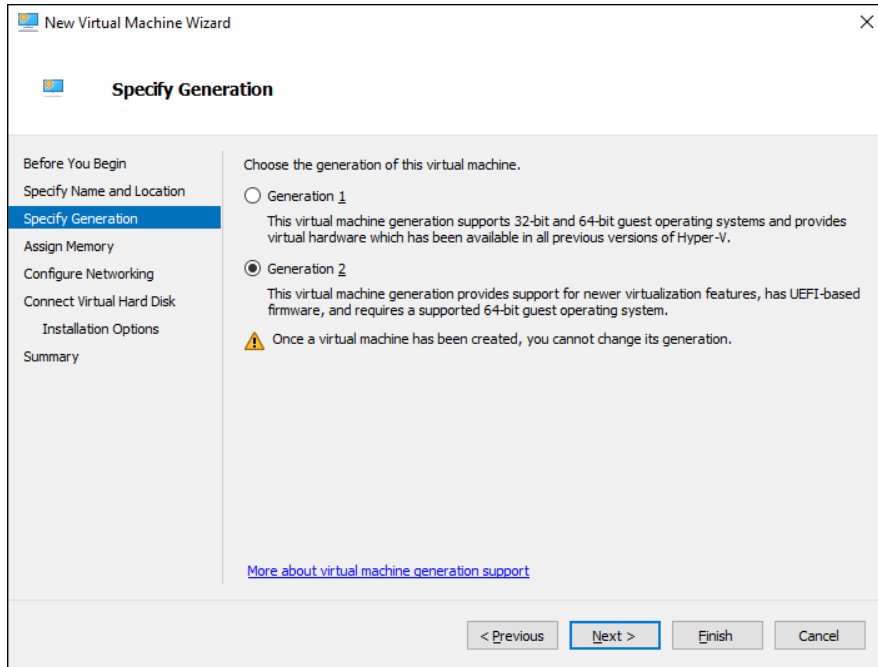 New Virtual Machine Wizard
Specify Generation
Before You Begin
Specify Name and Location
Specify Generation
Assign Memory
Configure Networking
Connect Virtual Hard Disk
Installation Options
Summary
Choose the generation of this virtual machine.
Generation 1
This virtual machine generation supports 32-bit and 64-bit guest operating systems and provides
virtual hardware which has been available in all previous versions of Hyper-V.
Generation 2
This virtual machine generation provides support for newer virtualization features, has UEFI-based
firmware, and requires a supported 64-bit guest operating system.
Once a virtual machine has been created, you cannot change its generation.
More about virtual machine generation support
< Previous
Next >
Finish
Cancel